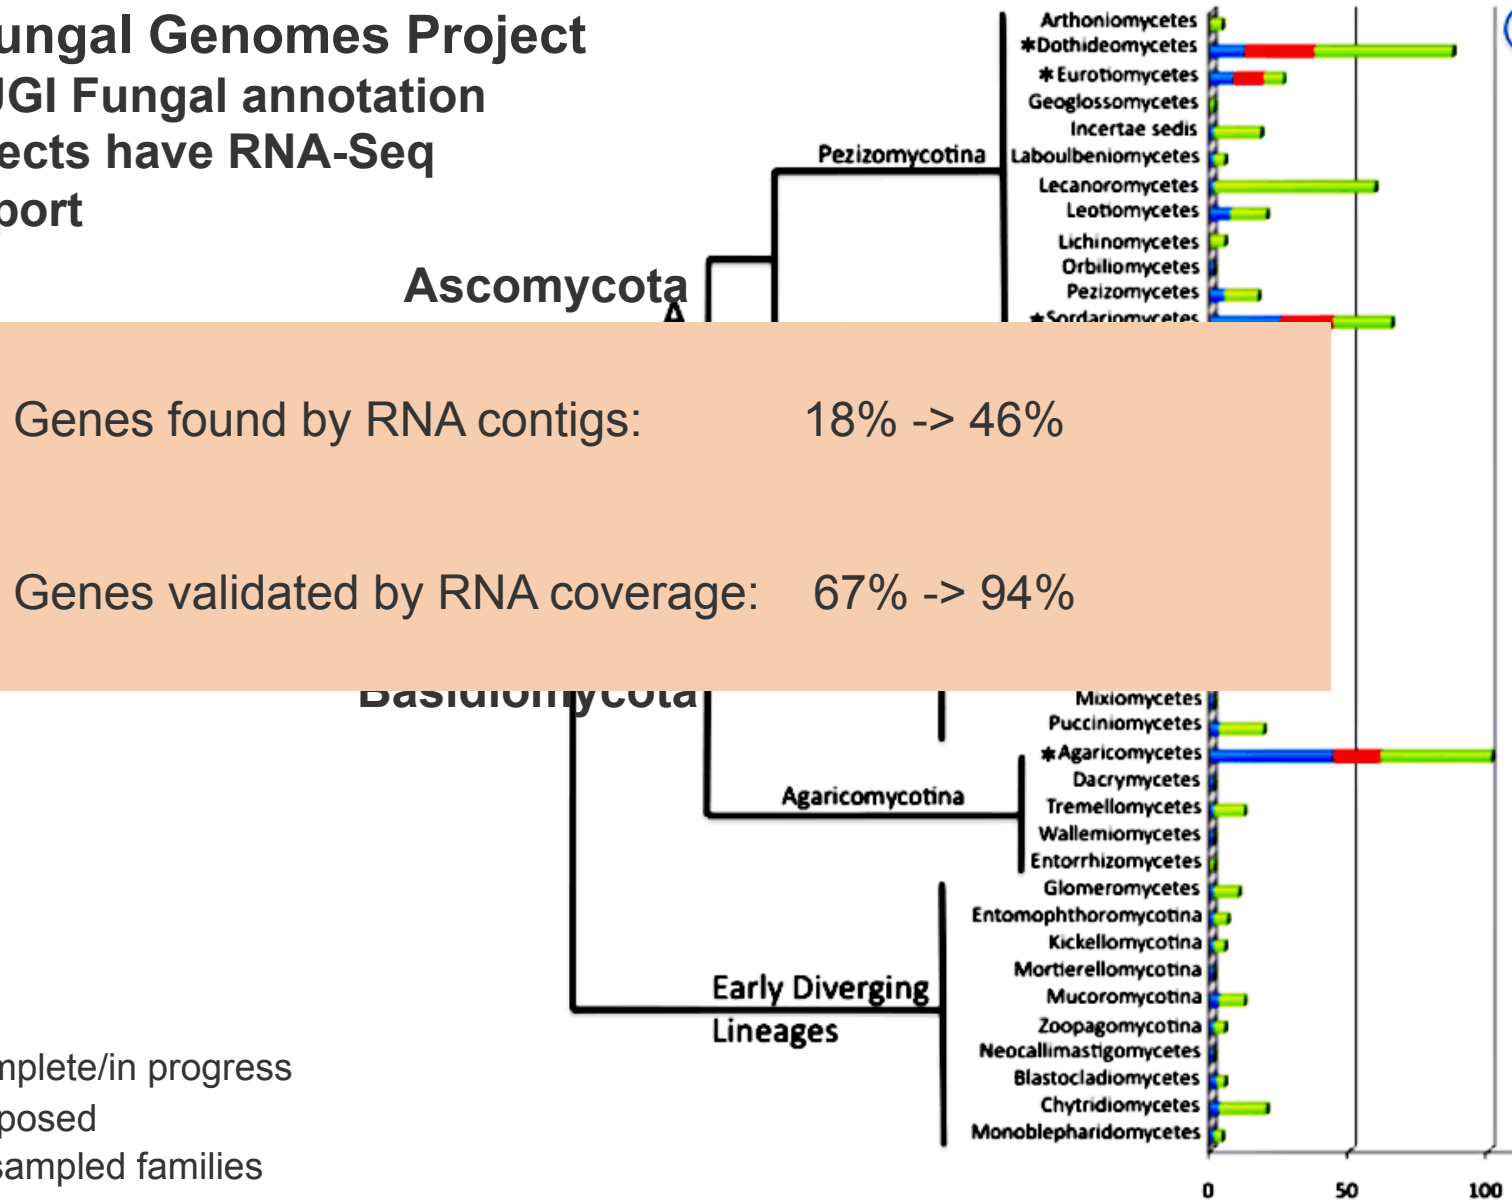 ungal Genomes Project
JGI Fungal annotation
ects have RNA-Seq
port
Ascomycota
Pezizomycotina
Arthoniomycetes
*Dothideomycetes
*Eurotiomycetes
Geoglossomycetes
Incertae sedis
Laboulbeniomycetes
Lecanoromycetes
Leotiomycetes
Lichinomycetes
Orbiliomycetes
Pezizomycetes
*Sordariomycetes
Genes found by RNA contigs: 18% -> 46%
Genes validated by RNA coverage: 67% -> 94%
Basidiomycota
Mixiomycetes
Pucciniomycetes
*Agaricomycetes
Dacrymycetes
Agaricomycotina
Tremellomycetes
Wallemiomycetes
Entorrhizomycetes
Glomeromycetes
Entomophthoromycotina
Kickellomycotina
Mortierellomycotina
Early Diverging
Lineages
Mucoromycotina
Zoopagomycotina
Neocallimastigomycetes
Blastocladiomycetes
Chytridiomycetes
Monoblepharidomycetes
mplete/in progress
posed
sampled families
0 50 100